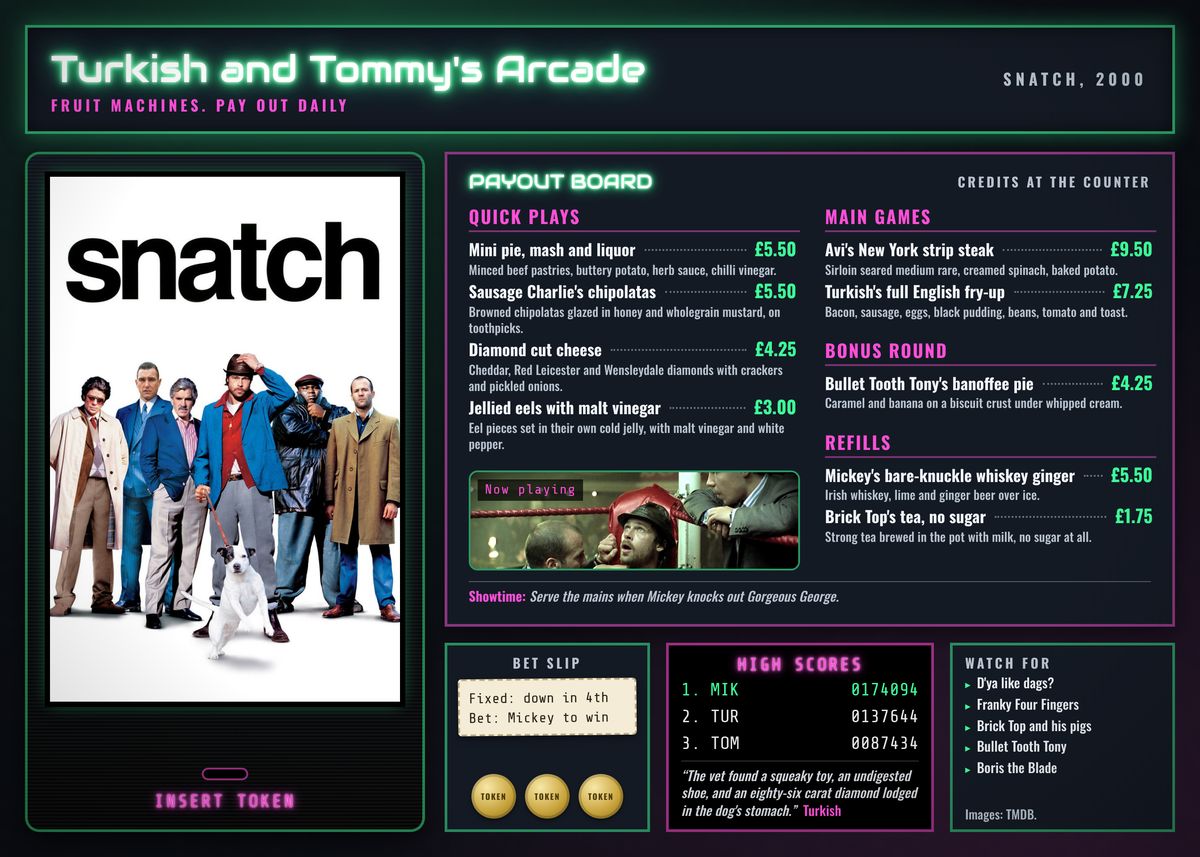 Turkish and Tommy's Arcade
FRUIT MACHINES. PAY OUT DAILY
SNATCH, 2000
snatch
INSERT TOKEN
PAYOUT BOARD
CREDITS AT THE COUNTER
QUICK PLAYS
Mini pie, mash and liquor £5.50
Minced beef pastries, buttery potato, herb sauce, chilli vinegar.
Sausage Charlie's chipolatas £5.50
Browned chipolatas glazed in honey and wholegrain mustard, on
toothpicks.
Diamond cut cheese £4.25
Cheddar, Red Leicester and Wensleydale diamonds with crackers
and pickled onions.
Jellied eels with malt vinegar £3.00
Eel pieces set in their own cold jelly, with malt vinegar and white
pepper.
Now playing
MAIN GAMES
Avi's New York strip steak £9.50
Sirloin seared medium rare, creamed spinach, baked potato.
Turkish's full English fry-up £7.25
Bacon, sausage, eggs, black pudding, beans, tomato and toast.
BONUS ROUND
Bullet Tooth Tony's banoffee pie £4.25
Caramel and banana on a biscuit crust under whipped cream.
REFILLS
Mickey's bare-knuckle whiskey ginger £5.50
Irish whiskey, lime and ginger beer over ice.
Brick Top's tea, no sugar £1.75
Strong tea brewed in the pot with milk, no sugar at all.
Showtime: Serve the mains when Mickey knocks out Gorgeous George.
BET SLIP
Fixed: down in 4th
Bet: Mickey to win
TOKEN TOKEN TOKEN
HIGH SCORES
1. MIK 0174094
2. TUR 0137644
3. TOM 0087434
“The vet found a squeaky toy, an undigested
shoe, and an eighty-six carat diamond lodged
in the dog's stomach.” Turkish
WATCH FOR
▸ D'ya like dags?
▸ Franky Four Fingers
▸ Brick Top and his pigs
▸ Bullet Tooth Tony
▸ Boris the Blade
Images: TMDB.